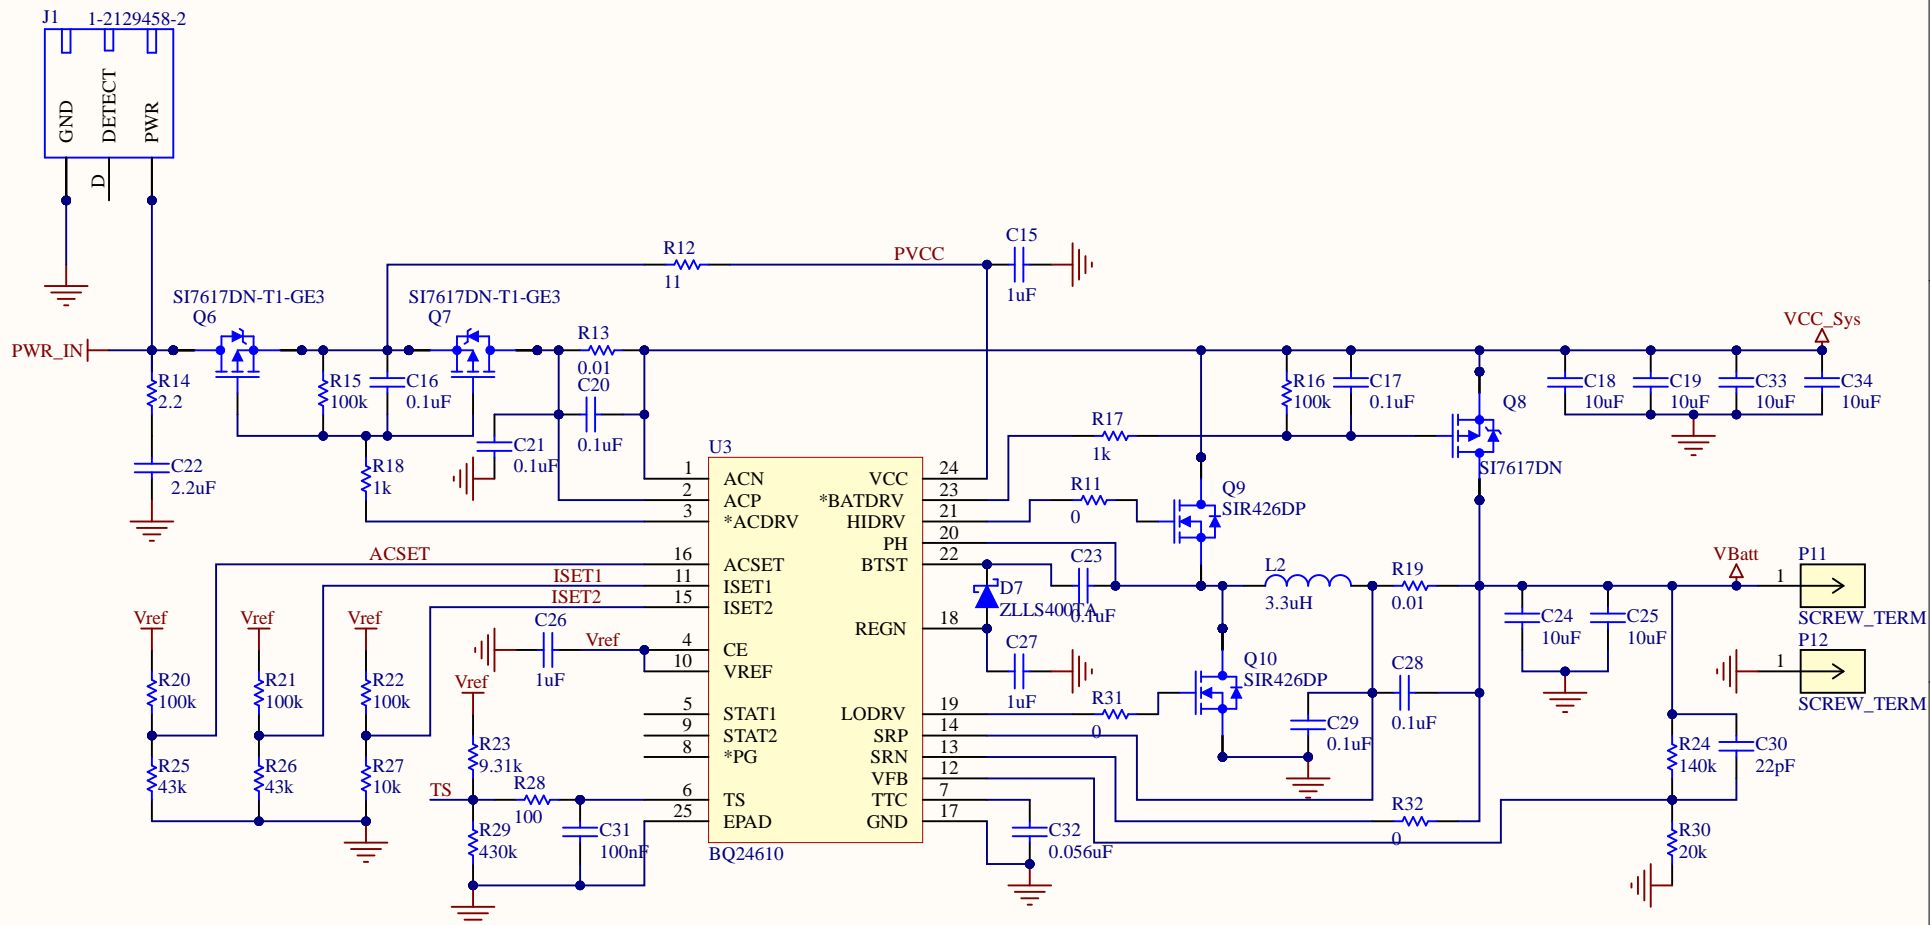 J1 1-2129458-2
GND
DETECT
PWR
D
R12
11
PVCC
C15
1uF
SI7617DN-T1-GE3
Q6
SI7617DN-T1-GE3
Q7
PWR_IN
R13
0.01
VCC_Sys
R14
2.2
R15
100k
C16
0.1uF
C20
0.1uF
C21
0.1uF
R16
100k
C17
0.1uF
Q8
SI7617DN
C18
10uF
C19
10uF
C33
10uF
C34
10uF
C22
2.2uF
R18
1k
R17
1k
R11
0
Q9
SIR426DP
U3
1 ACN
2 ACP
3 *ACDRV
16 ACSET
11 ISET1
15 ISET2
4 CE
10 VREF
5 STAT1
9 STAT2
8 *PG
6 TS
25 EPAD
VCC 24
*BATDRV 23
HIDRV 21
PH 20
BTST 22
REGN 18
LODRV 19
SRP 14
SRN 13
VFB 12
TTC 7
GND 17
BQ24610
ACSET
ISET1
ISET2
Vref
Vref
Vref
C26
1uF
Vref
Vref
R20
100k
R21
100k
R22
100k
R25
43k
R26
43k
R27
10k
R23
9.31k
TS
R28
100
R29
430k
C31
100nF
D7
ZLLS400TA
C23
0.1uF
C27
1uF
L2
3.3uH
R19
0.01
VBatt
P11
1
SCREW_TERM
P12
1
SCREW_TERM
C24
10uF
C25
10uF
Q10
SIR426DP
R31
0
C28
0.1uF
C29
0.1uF
R24
140k
C30
22pF
R32
0
R30
20k
C32
0.056uF